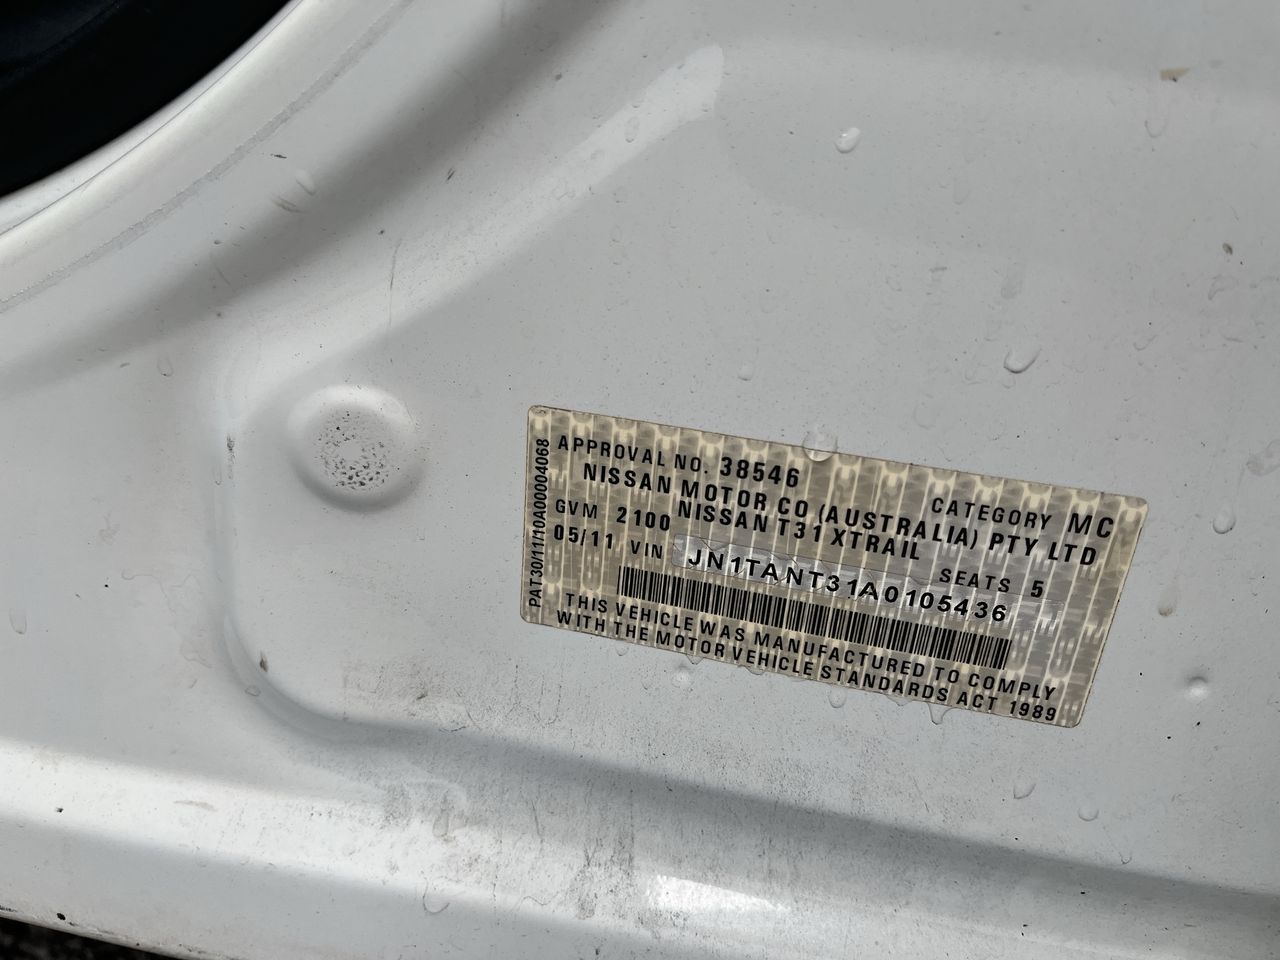 APPROVAL NO. 38546 CATEGORY MC
NISSAN MOTOR CO (AUSTRALIA) PTY LTD
GVM 2100 NISSAN T31 XTRAIL SEATS 5
05/11 VIN JN1TANT31A0105436
THIS VEHICLE WAS MANUFACTURED TO COMPLY
WITH THE MOTOR VEHICLE STANDARDS ACT 1989
PAT30/11/10A00004068